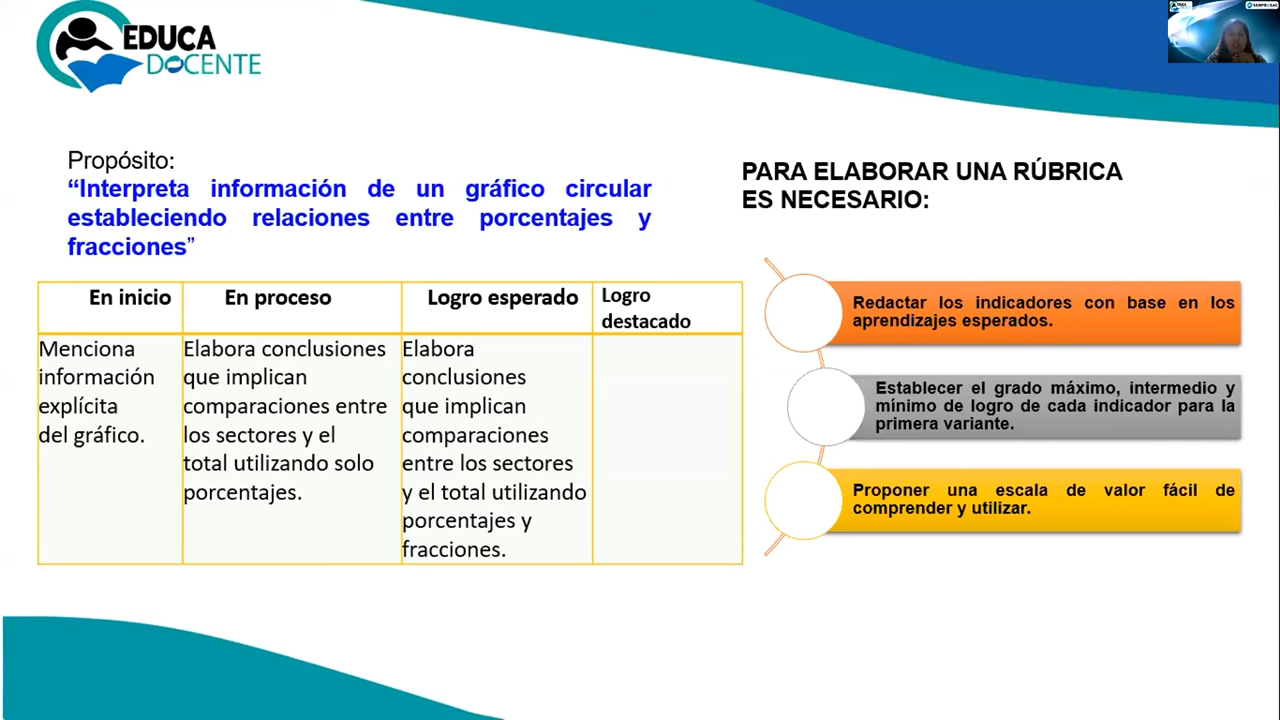 EDUCA
DOCENTE
Propósito:
“Interpreta información de un gráfico circular
estableciendo relaciones entre porcentajes y
fracciones”
En inicio
En proceso
Logro esperado
Logro
destacado
Menciona
información
explícita
del gráfico.
Elabora conclusiones
que implican
comparaciones entre
los sectores y el
total utilizando solo
porcentajes.
Elabora
conclusiones
que implican
comparaciones
entre los sectores
y el total utilizando
porcentajes y
fracciones.
PARA ELABORAR UNA RÚBRICA
ES NECESARIO:
Redactar los indicadores con base en los
aprendizajes esperados.
Establecer el grado máximo, intermedio y
mínimo de logro de cada indicador para la
primera variante.
Proponer una escala de valor fácil de
comprender y utilizar.